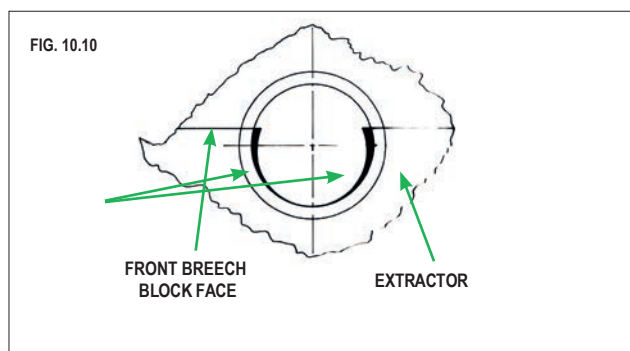 FIG. 10.10
FRONT BREECH
BLOCK FACE
EXTRACTOR